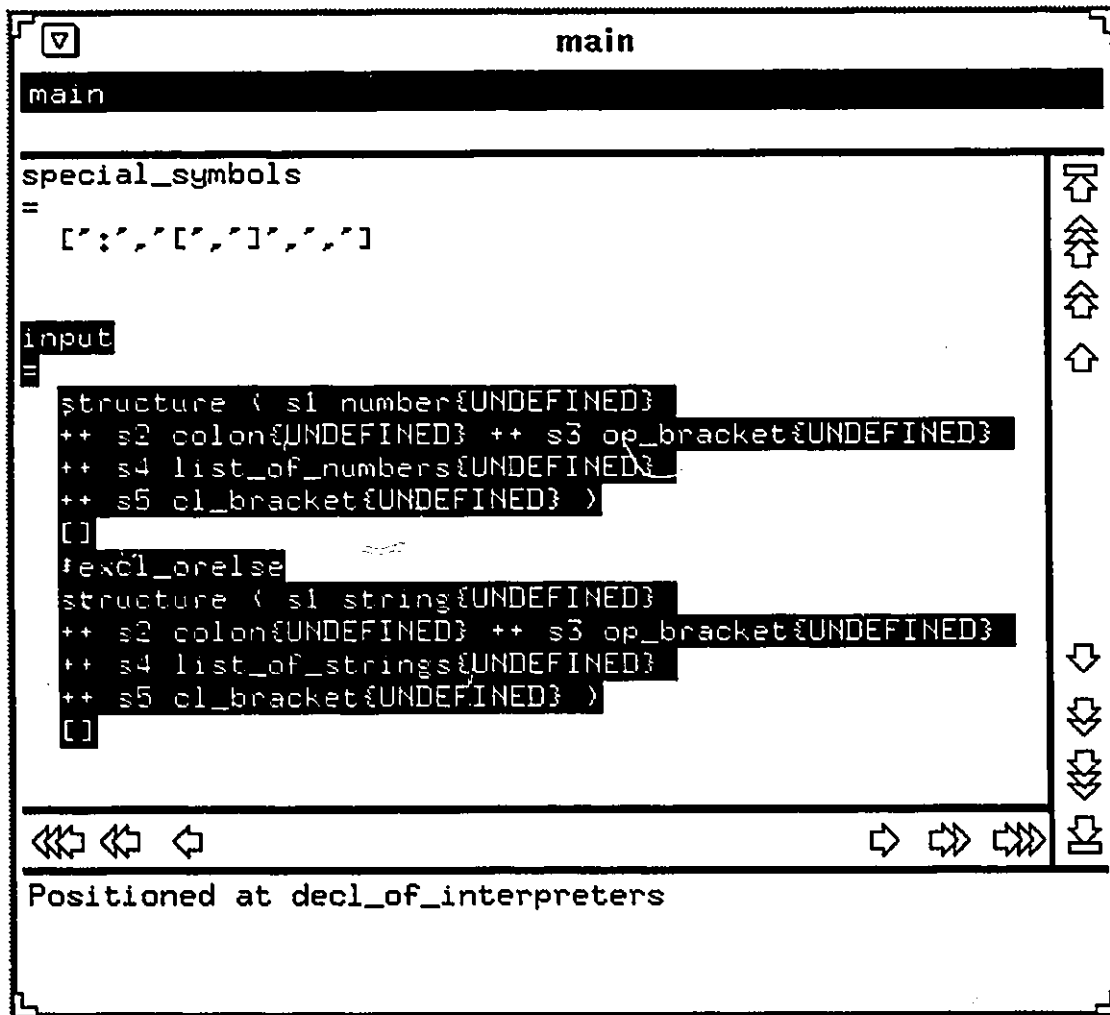 main
main
special_symbols
=
[':','[',']',',']
input
=
structure ( s1 number{UNDEFINED}
++ s2 colon{UNDEFINED} ++ s3 op_bracket{UNDEFINED}
++ s4 list_of_numbers{UNDEFINED}
++ s5 cl_bracket{UNDEFINED} )
[]
#excl_orelse
structure ( s1 string{UNDEFINED}
++ s2 colon{UNDEFINED} ++ s3 op_bracket{UNDEFINED}
++ s4 list_of_strings{UNDEFINED}
++ s5 cl_bracket{UNDEFINED} )
[]
Positioned at decl_of_interpreters